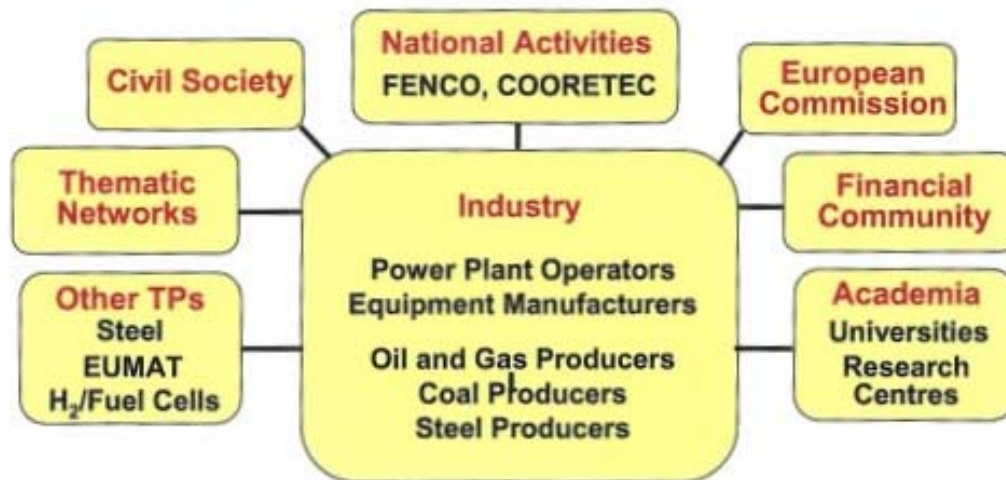 National Activities
FENCO, COORETEC
Civil Society
European
Commission
Thematic
Networks
Industry
Power Plant Operators
Equipment Manufacturers
Oil and Gas Producers
Coal Producers
Steel Producers
Financial
Community
Other TPs
Steel
EUMAT
H₂/Fuel Cells
Academia
Universities
Research
Centres